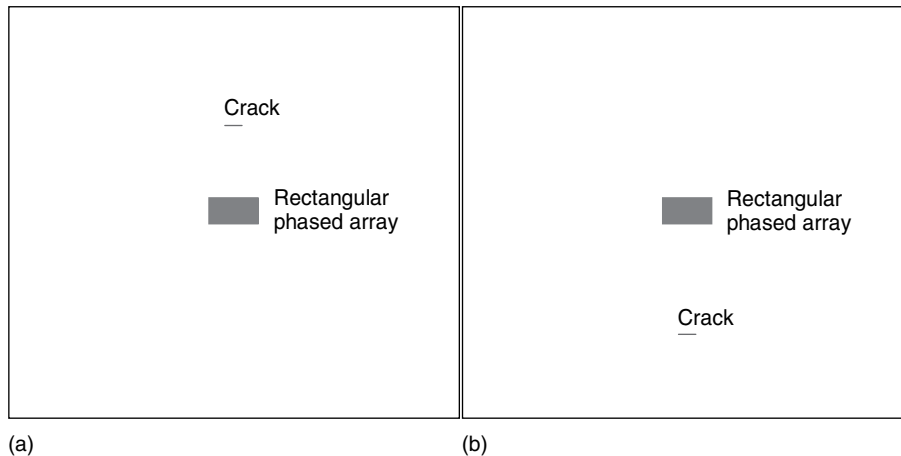 Crack
Rectangular
phased array
(a)
Crack
Rectangular
phased array
(b)